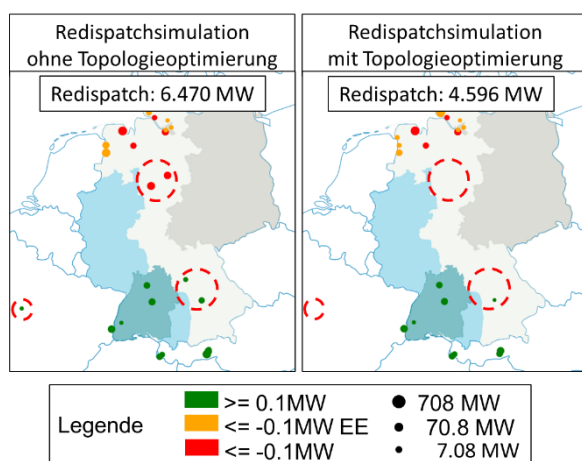 Redispatchsimulation
ohne Topologieoptimierung
Redispatch: 6.470 MW
Redispatchsimulation
mit Topologieoptimierung
Redispatch: 4.596 MW
Legende
>= 0.1MW
<= -0.1MW EE
<= -0.1MW
708 MW
70.8 MW
7.08 MW